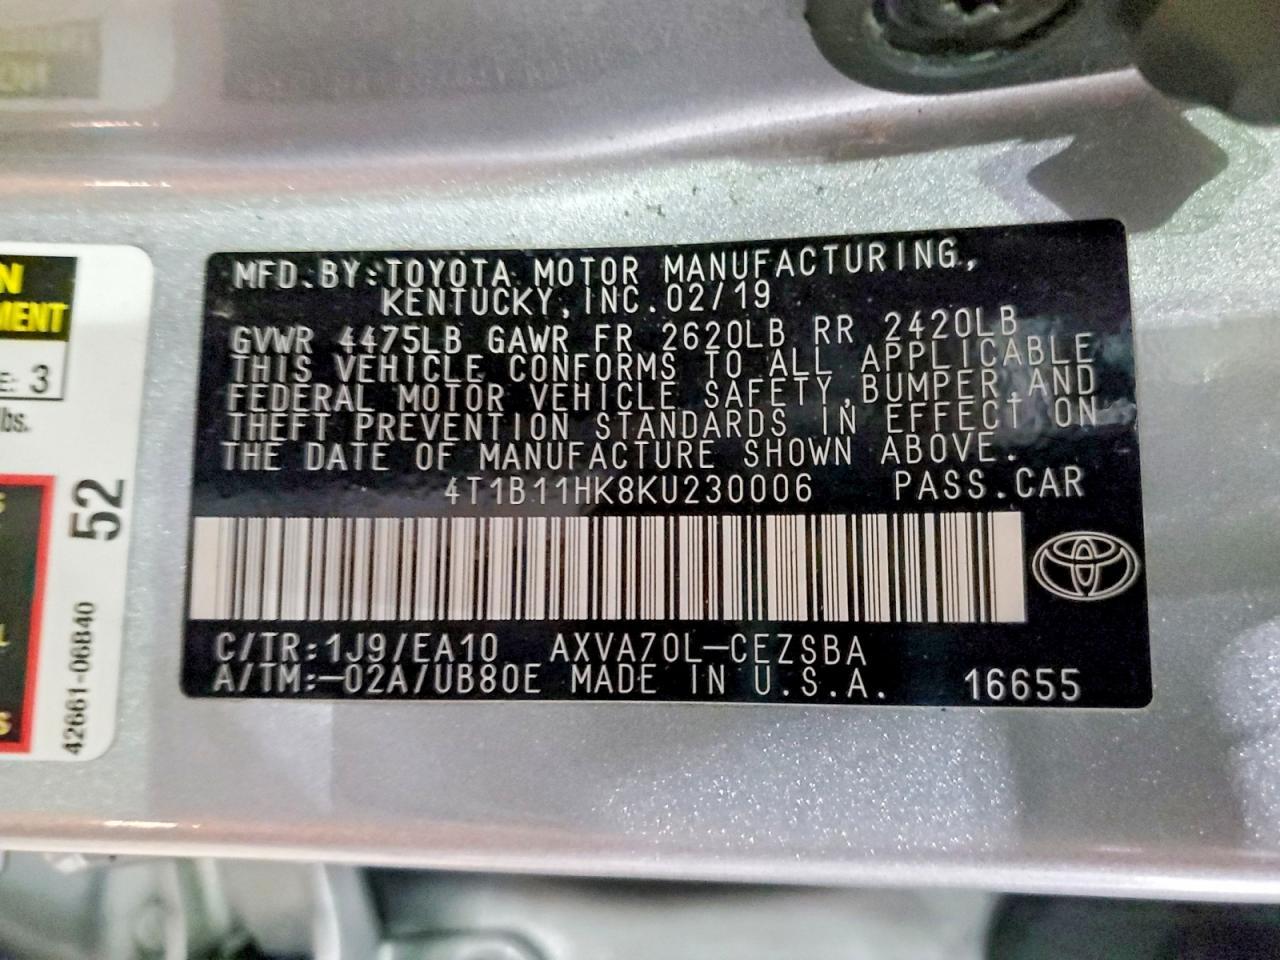 MFD.BY:TOYOTA MOTOR MANUFACTURING,
KENTUCKY,INC.02/19
GVWR 4475LB GAWR FR 2620LB RR 2420LB
THIS VEHICLE CONFORMS TO ALL APPLICABLE
FEDERAL MOTOR VEHICLE SAFETY,BUMPER,AND
THEFT PREVENTION STANDARDS IN EFFECT ON
THE DATE OF MANUFACTURE SHOWN ABOVE.
4T1B11HK8KU230006 PASS.CAR
C/TR:1J9/EA10 AXVA70L-CEZSBA
A/TM:-02A/UB80E MADE IN U.S.A. 16655
3
lbs.
52
42661-06B40